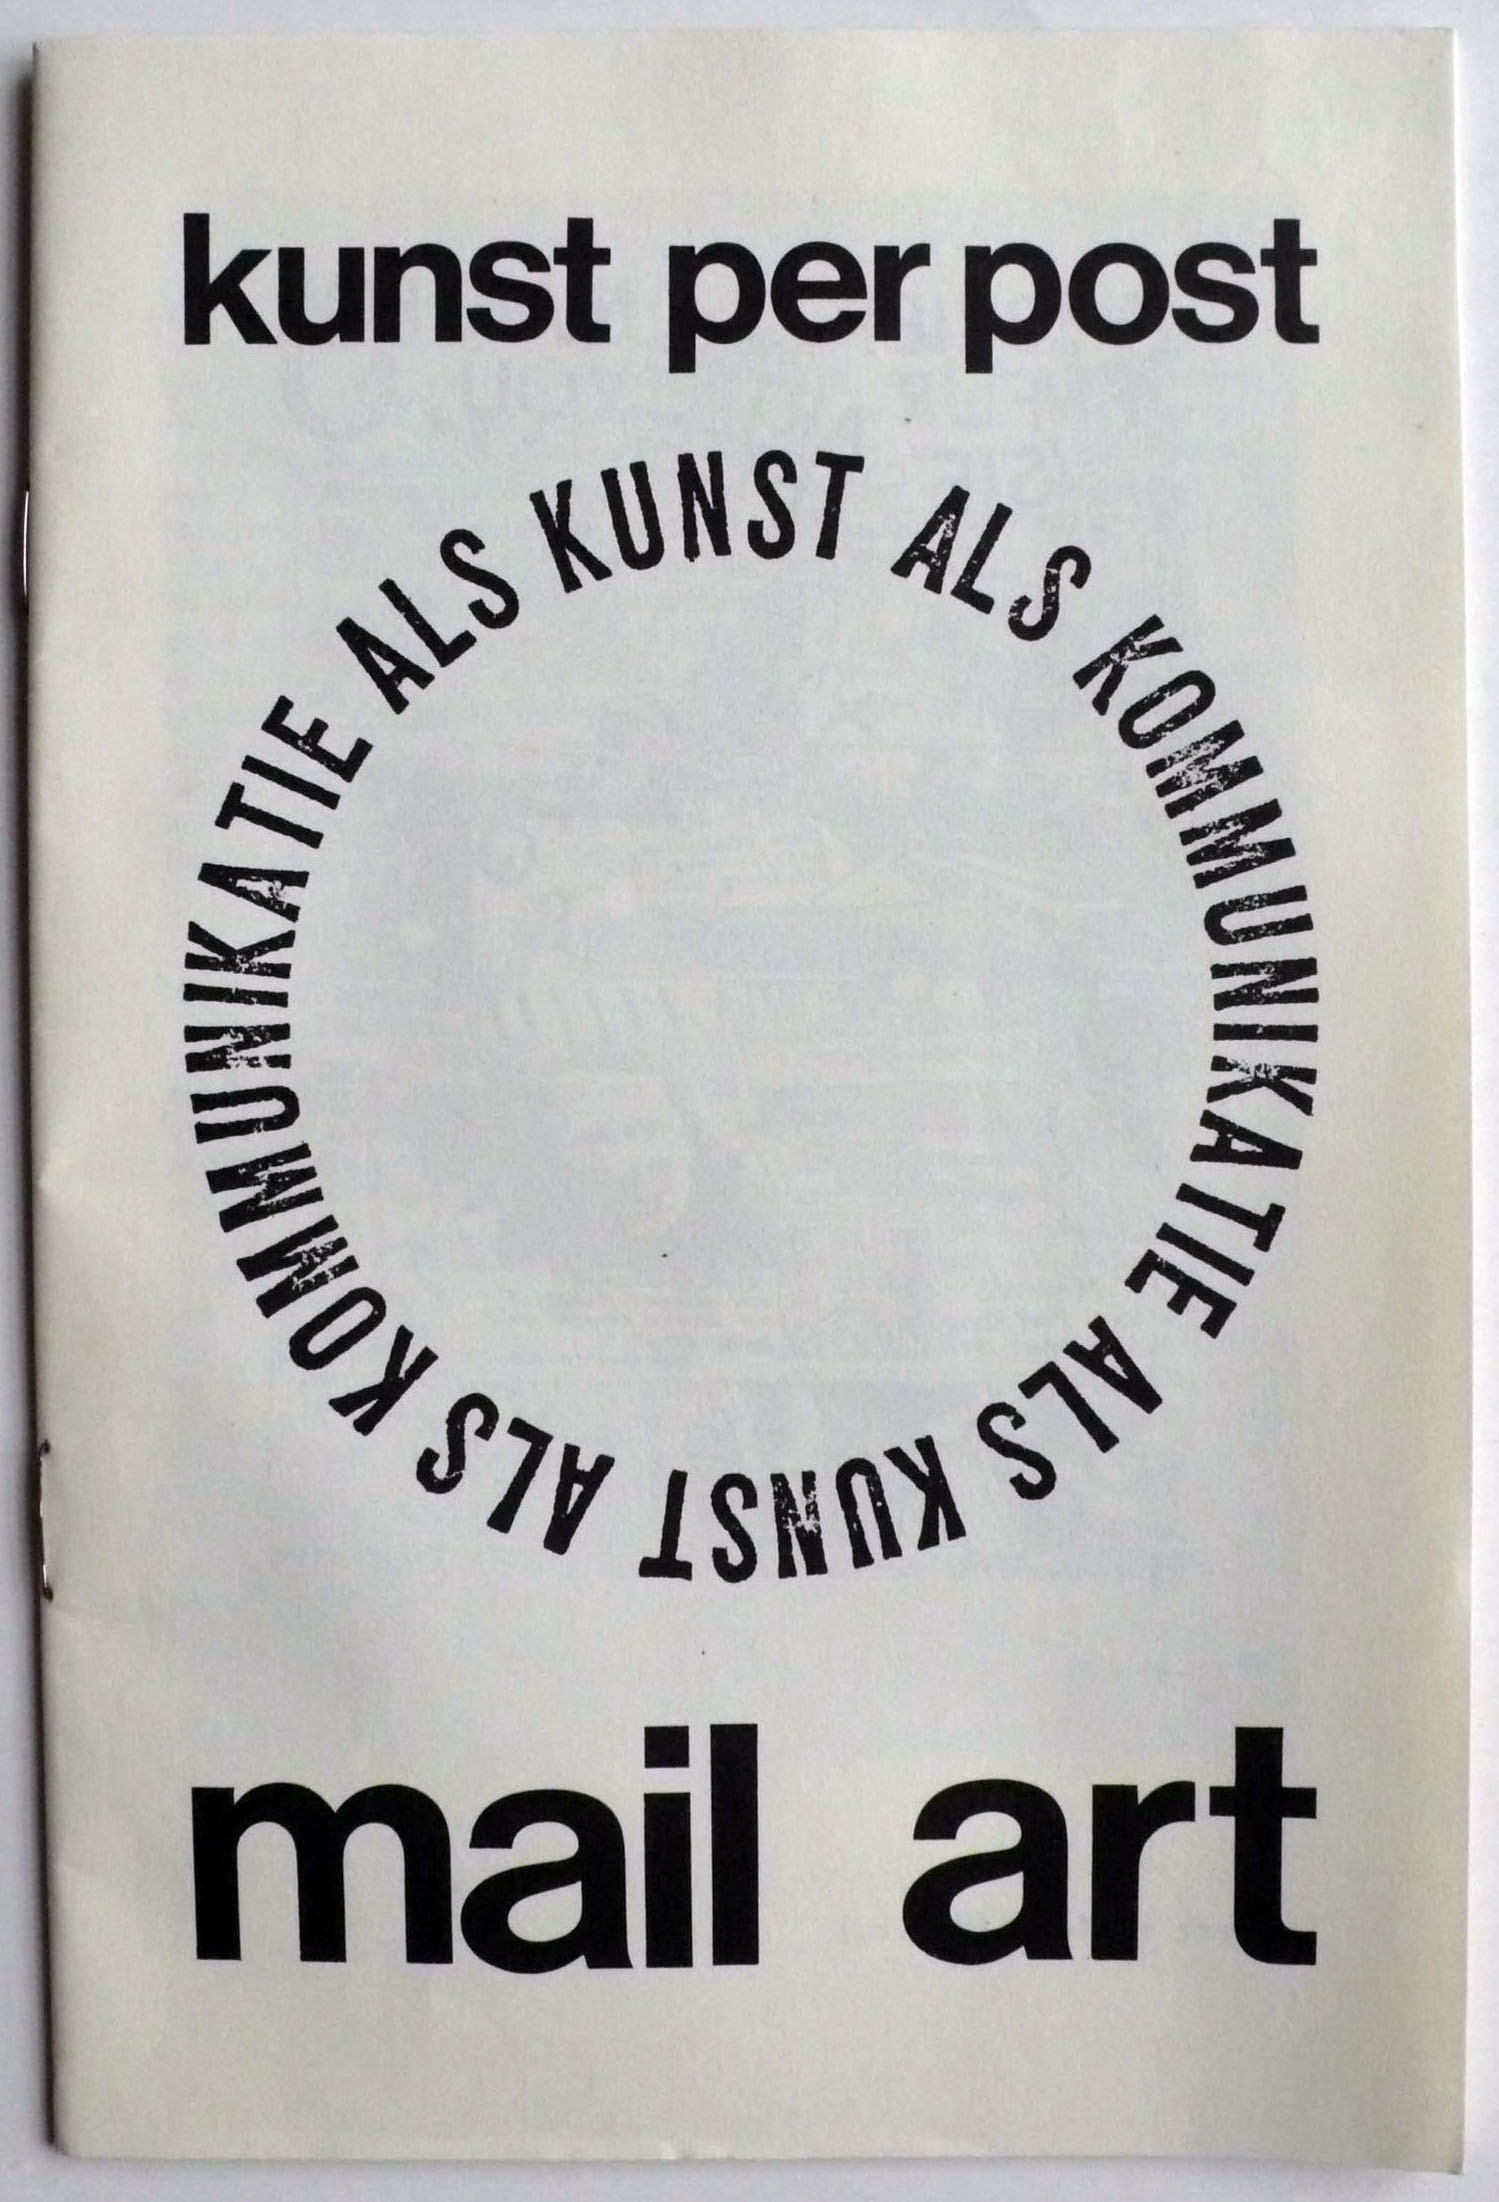 kunst per post
KUNST ALS KOMMUNIKATIE ALS KUNST ALS KOMMUNIKATIE ALS
mail art